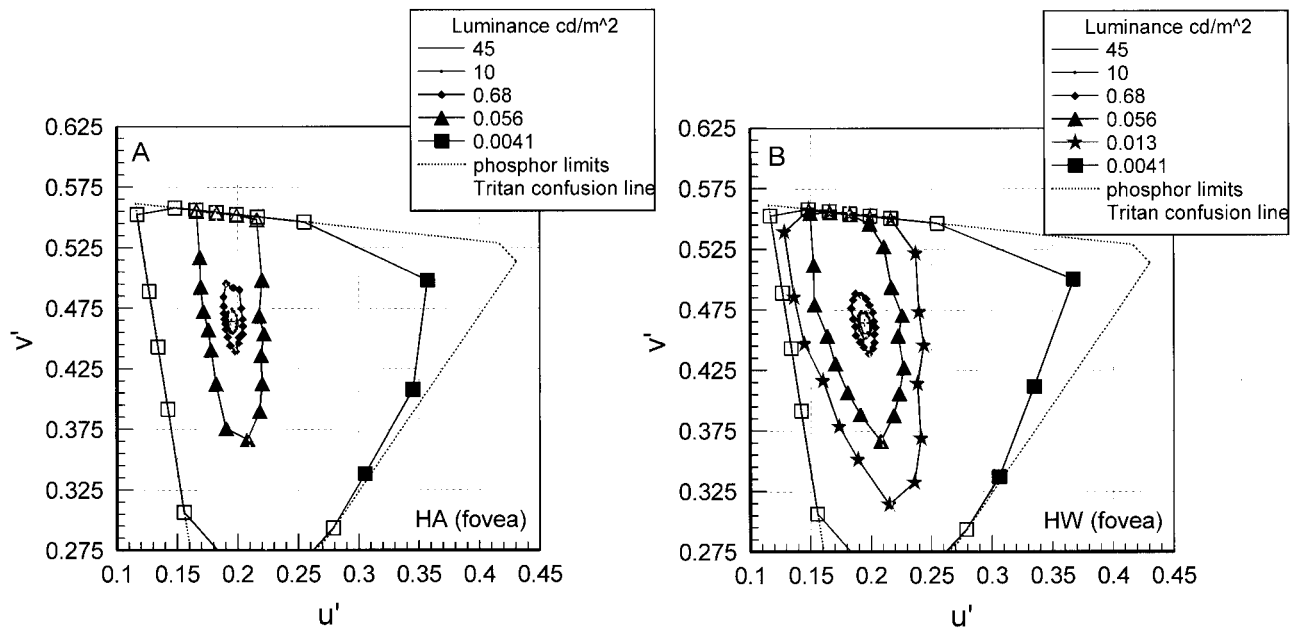 Luminance cd/m^2
45
10
0.68
0.056
0.0041
phosphor limits
Tritan confusion line
A
0.625
0.575
0.525
0.475
0.425
0.375
0.325
0.275
v'
HA (fovea)
0.1 0.15 0.2 0.25 0.3 0.35 0.4 0.45
u'
Luminance cd/m^2
45
10
0.68
0.056
0.013
0.0041
phosphor limits
Tritan confusion line
B
0.625
0.575
0.525
0.475
0.425
0.375
0.325
0.275
v'
HW (fovea)
0.1 0.15 0.2 0.25 0.3 0.35 0.4 0.45
u'